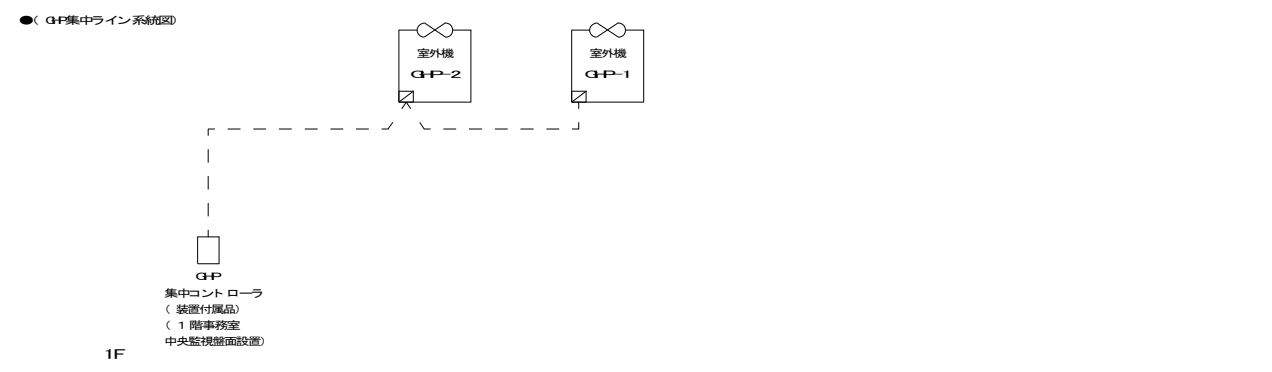 ●(GHP集中ライン系統図)
室外機
GHP-2
室外機
GHP-1
GHP
集中コントローラ
(装置付属品)
(1階事務室
中央監視盤面設置)
1F